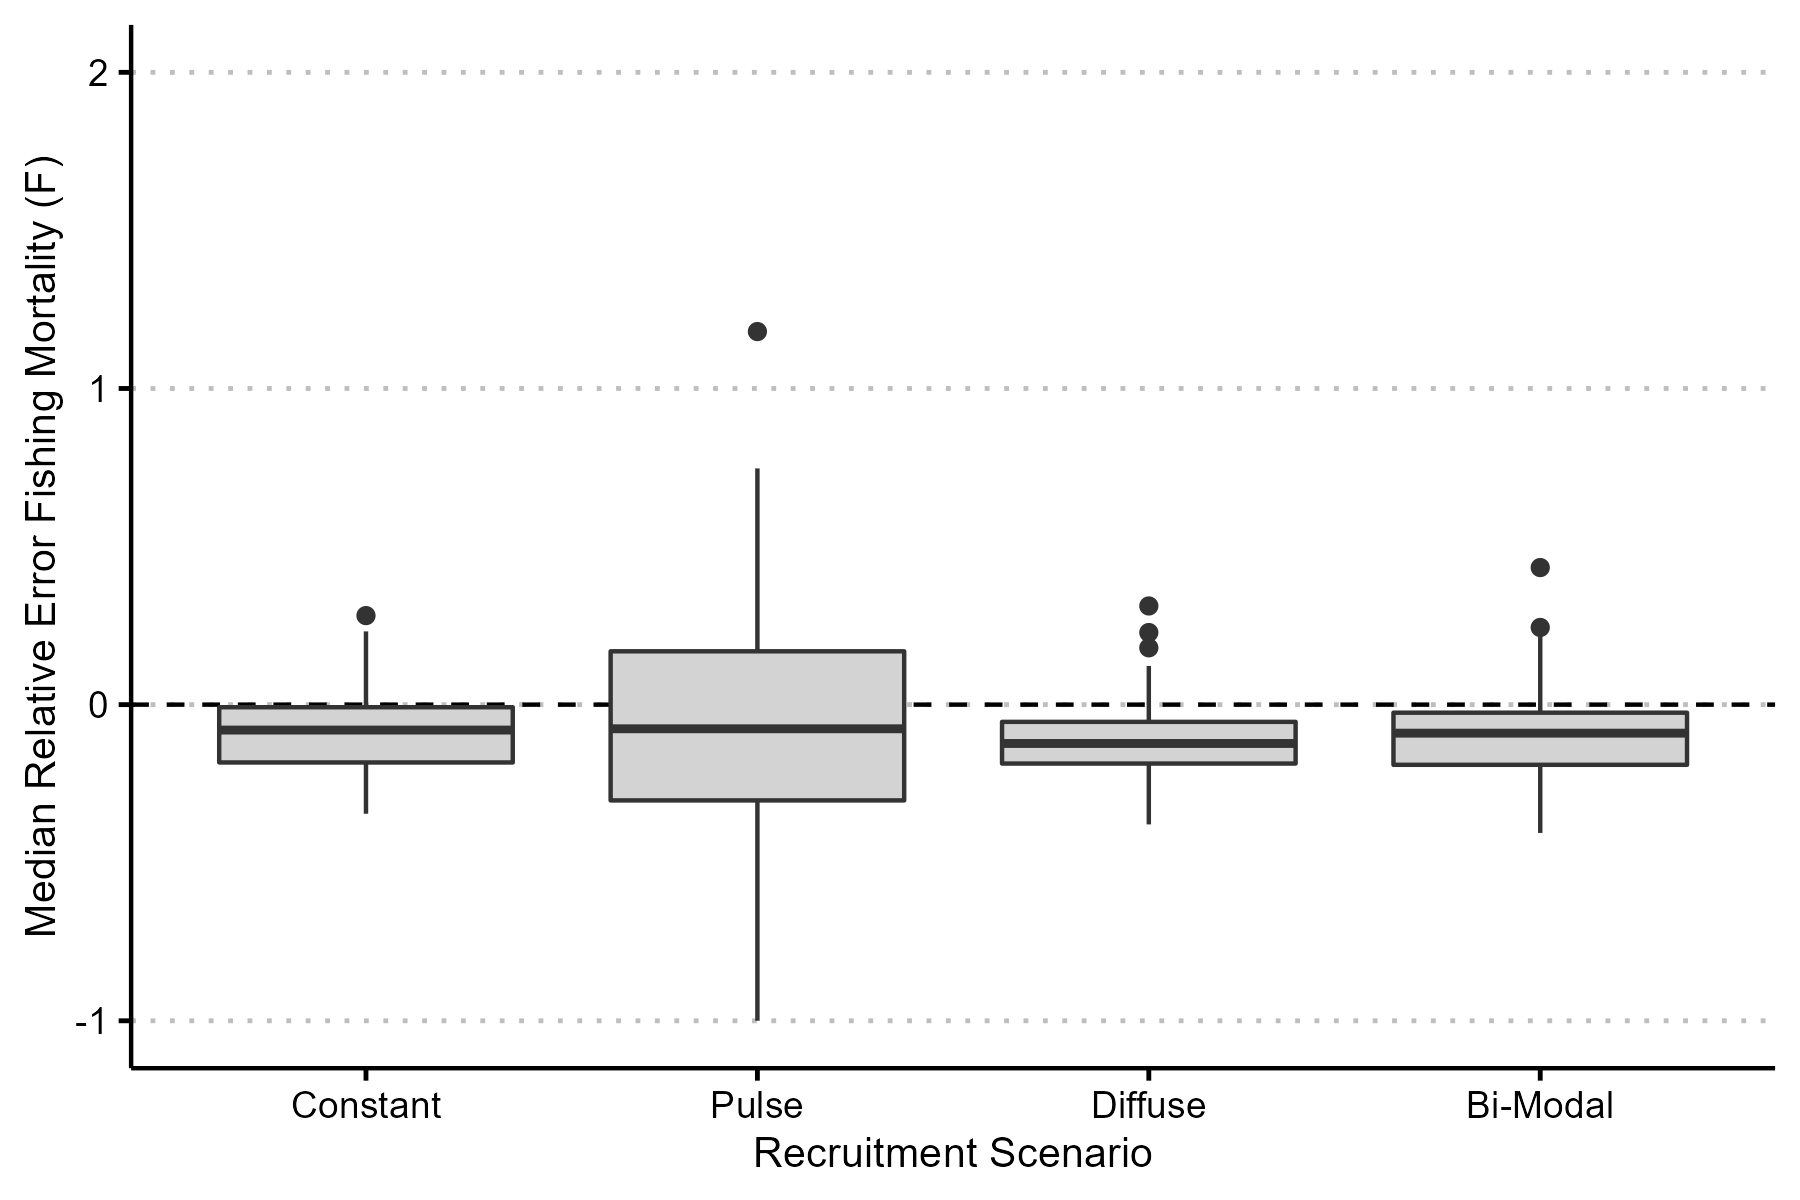 Median Relative Error Fishing Mortality (F)
2
1
0
-1
Constant
Pulse
Diffuse
Bi-Modal
Recruitment Scenario